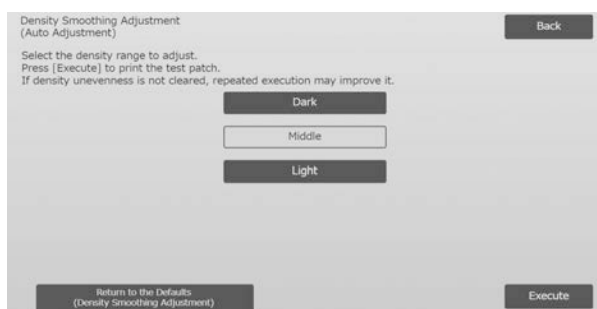 Density Smoothing Adjustment
(Auto Adjustment)
Back
Select the density range to adjust.
Press [Execute] to print the test patch.
If density unevenness is not cleared, repeated execution may improve it.
Dark
Middle
Light
Return to the Defaults
(Density Smoothing Adjustment)
Execute